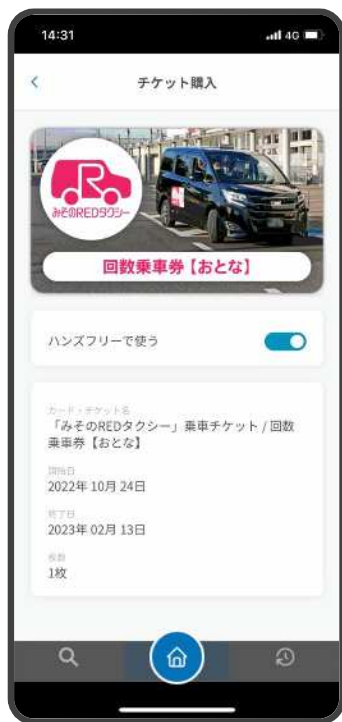 14:31
4G
チケット購入
みそのREDタクシー
回数乗車券【おとな】
ハンズフリーで使う
カード・チケット名
「みそのREDタクシー」乗車チケット / 回数
乗車券【おとな】
開始日
2022年 10月 24日
終了日
2023年 02月 13日
枚数
1枚